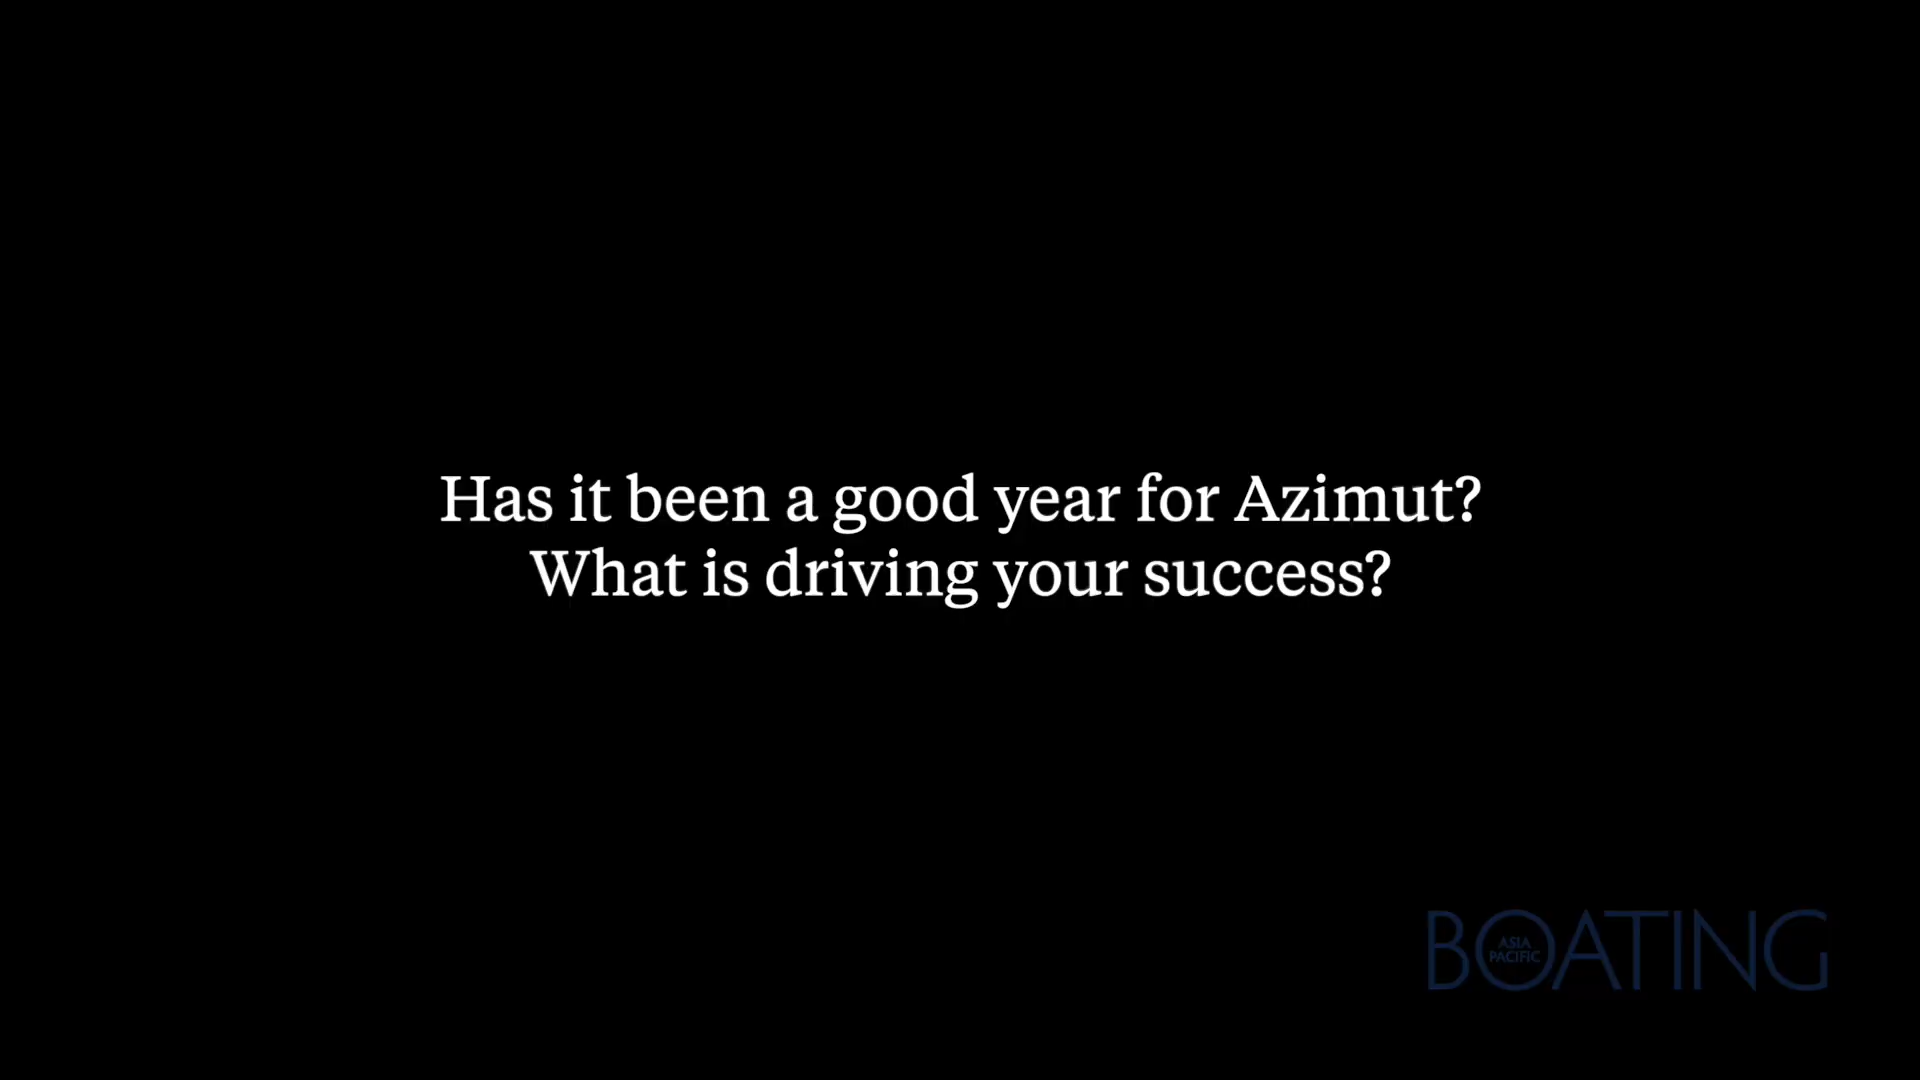 Has it been a good year for Azimut?
What is driving your success?
BOATING
ASIA
PACIFIC